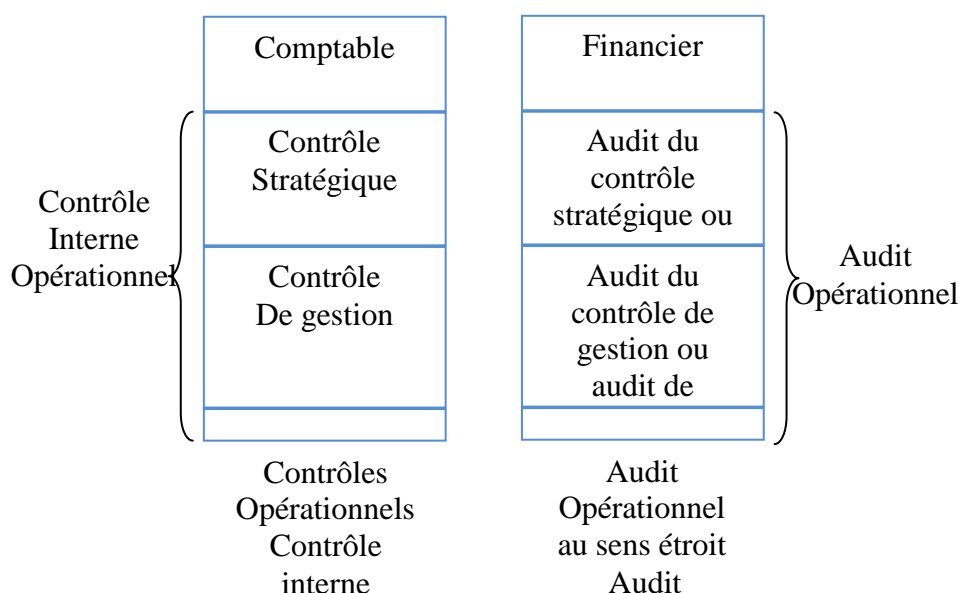 Comptable
Financier
Contrôle
Stratégique
Audit du
contrôle
stratégique ou
Contrôle
Interne
Opérationnel
Contrôle
De gestion
Audit du
contrôle de
gestion ou
audit de
Audit
Opérationnel
Contrôles
Opérationnels
Contrôle
interne
Audit
Opérationnel
au sens étroit
Audit